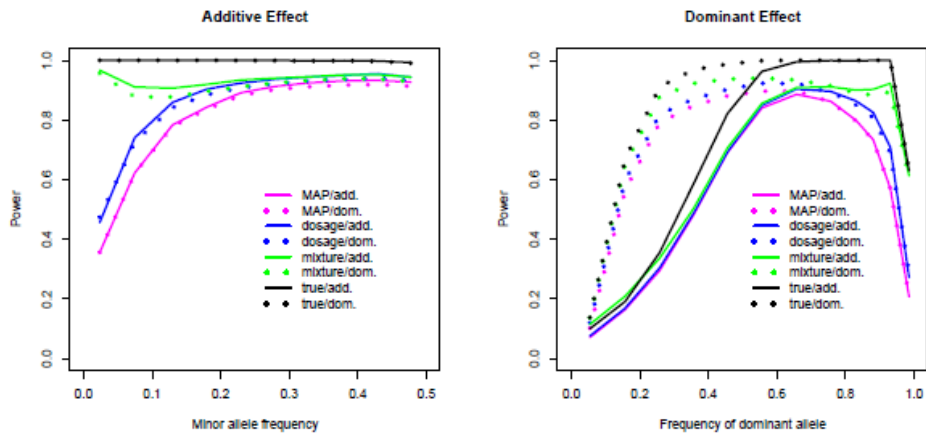 Additive Effect
Power
0.0 0.2 0.4 0.6 0.8 1.0
MAP/add.
MAP/dom.
dosage/add.
dosage/dom.
mixture/add.
mixture/dom.
true/add.
true/dom.
0.0 0.1 0.2 0.3 0.4 0.5
Minor allele frequency
Dominant Effect
Power
0.0 0.2 0.4 0.6 0.8 1.0
MAP/add.
MAP/dom.
dosage/add.
dosage/dom.
mixture/add.
mixture/dom.
true/add.
true/dom.
0.0 0.2 0.4 0.6 0.8 1.0
Frequency of dominant allele